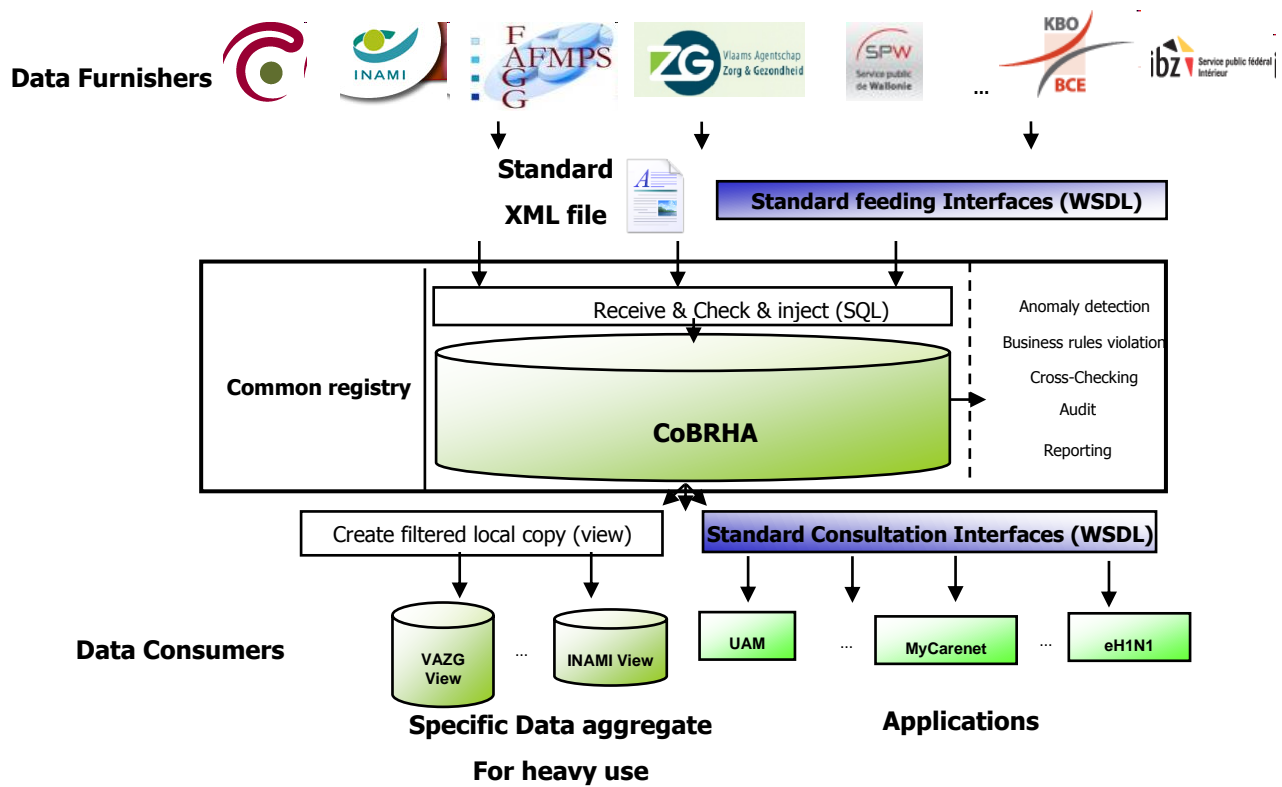 Data Furnishers
INAMI
F
AFMPS
G
G
ZG
Vlaams Agentschap
Zorg & Gezondheid
SPW
Service public
de Wallonie
...
KBO
BCE
ibz
Service public fédéral
Intérieur
Standard
XML file
A
Standard feeding Interfaces (WSDL)
Receive & Check & inject (SQL)
Common registry
CoBRHA
Anomaly detection
Business rules violation
Cross-Checking
Audit
Reporting
Create filtered local copy (view)
Standard Consultation Interfaces (WSDL)
Data Consumers
VAZG
View
...
INAMI View
UAM
...
MyCarenet
...
eH1N1
Specific Data aggregate
For heavy use
Applications